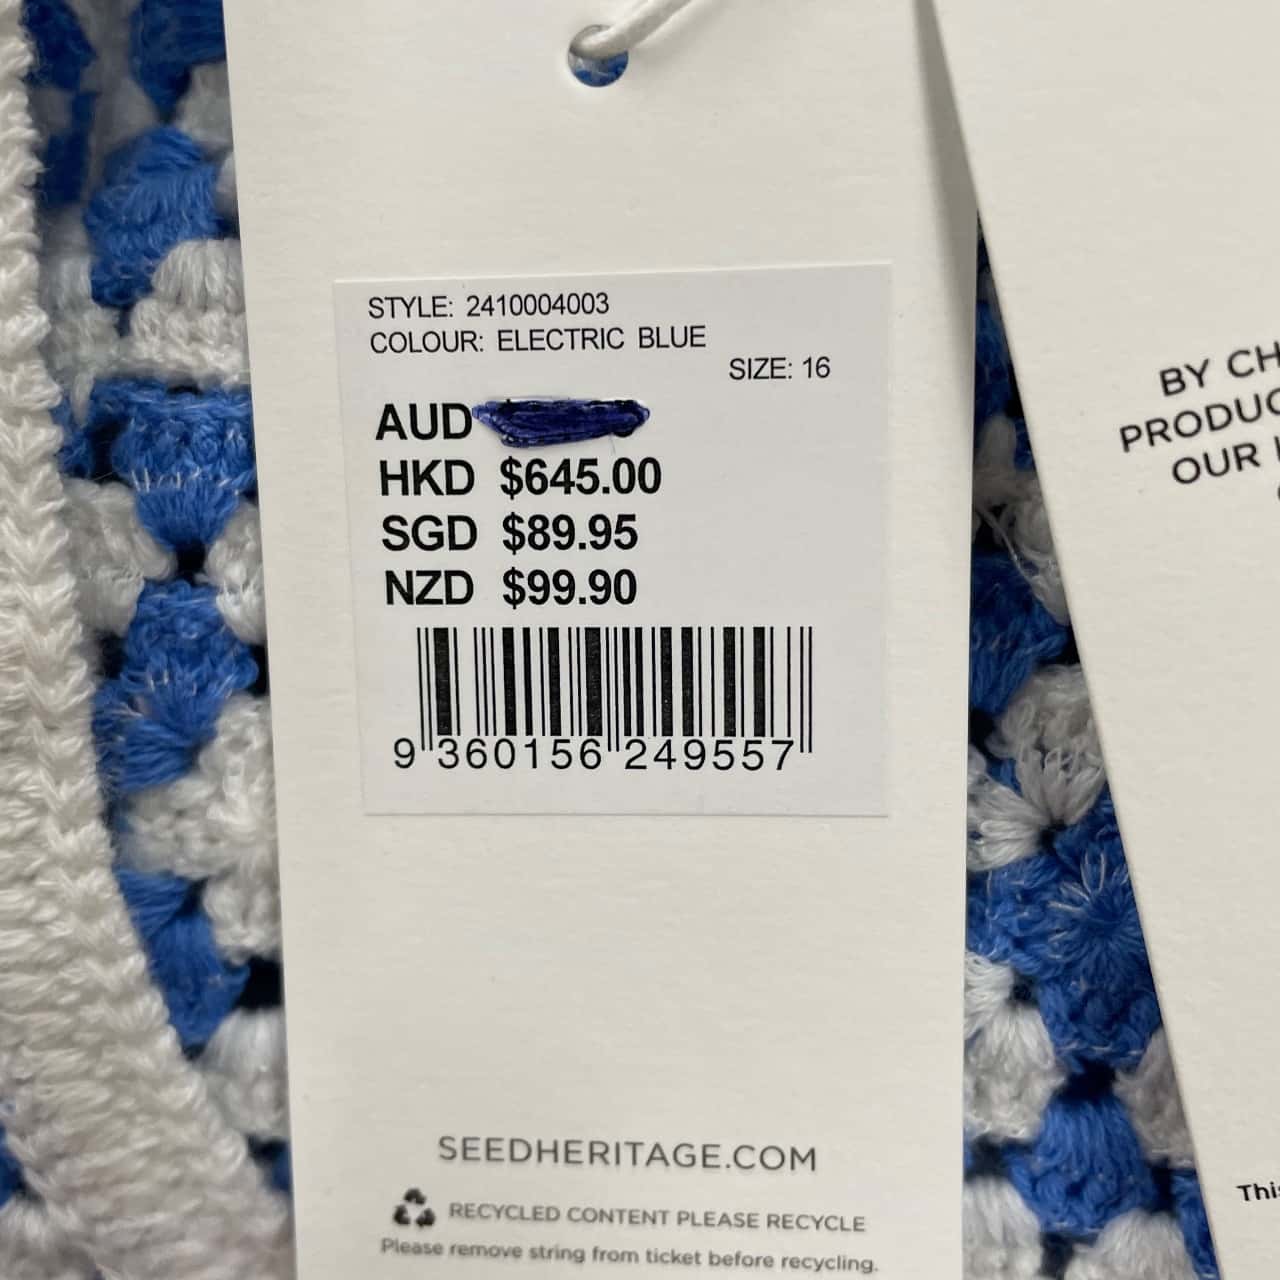 STYLE: 2410004003
COLOUR: ELECTRIC BLUE
SIZE: 16
AUD
HKD $645.00
SGD $89.95
NZD $99.90
9 360156 249557
SEEDHERITAGE.COM
RECYCLED CONTENT PLEASE RECYCLE
Please remove string from ticket before recycling.
BY CH
PRODUC
OUR
This